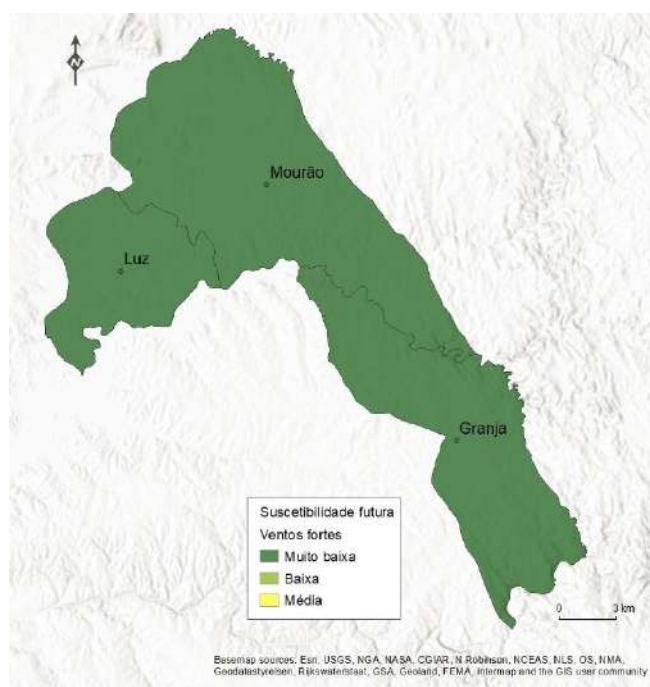 N
Mourão
Luz
Granja
Suscetibilidade futura
Ventos fortes
Muito baixa
Baixa
Média
0 3 km
Basemap sources: Esri, USGS, NGA, NASA, CGIAR, N Robinson, NCEAS, NLS, OS, NMA,
Geodatastyrelsen, Rijkswaterstaat, GSA, Geoland, FEMA, Intermap and the GIS user community